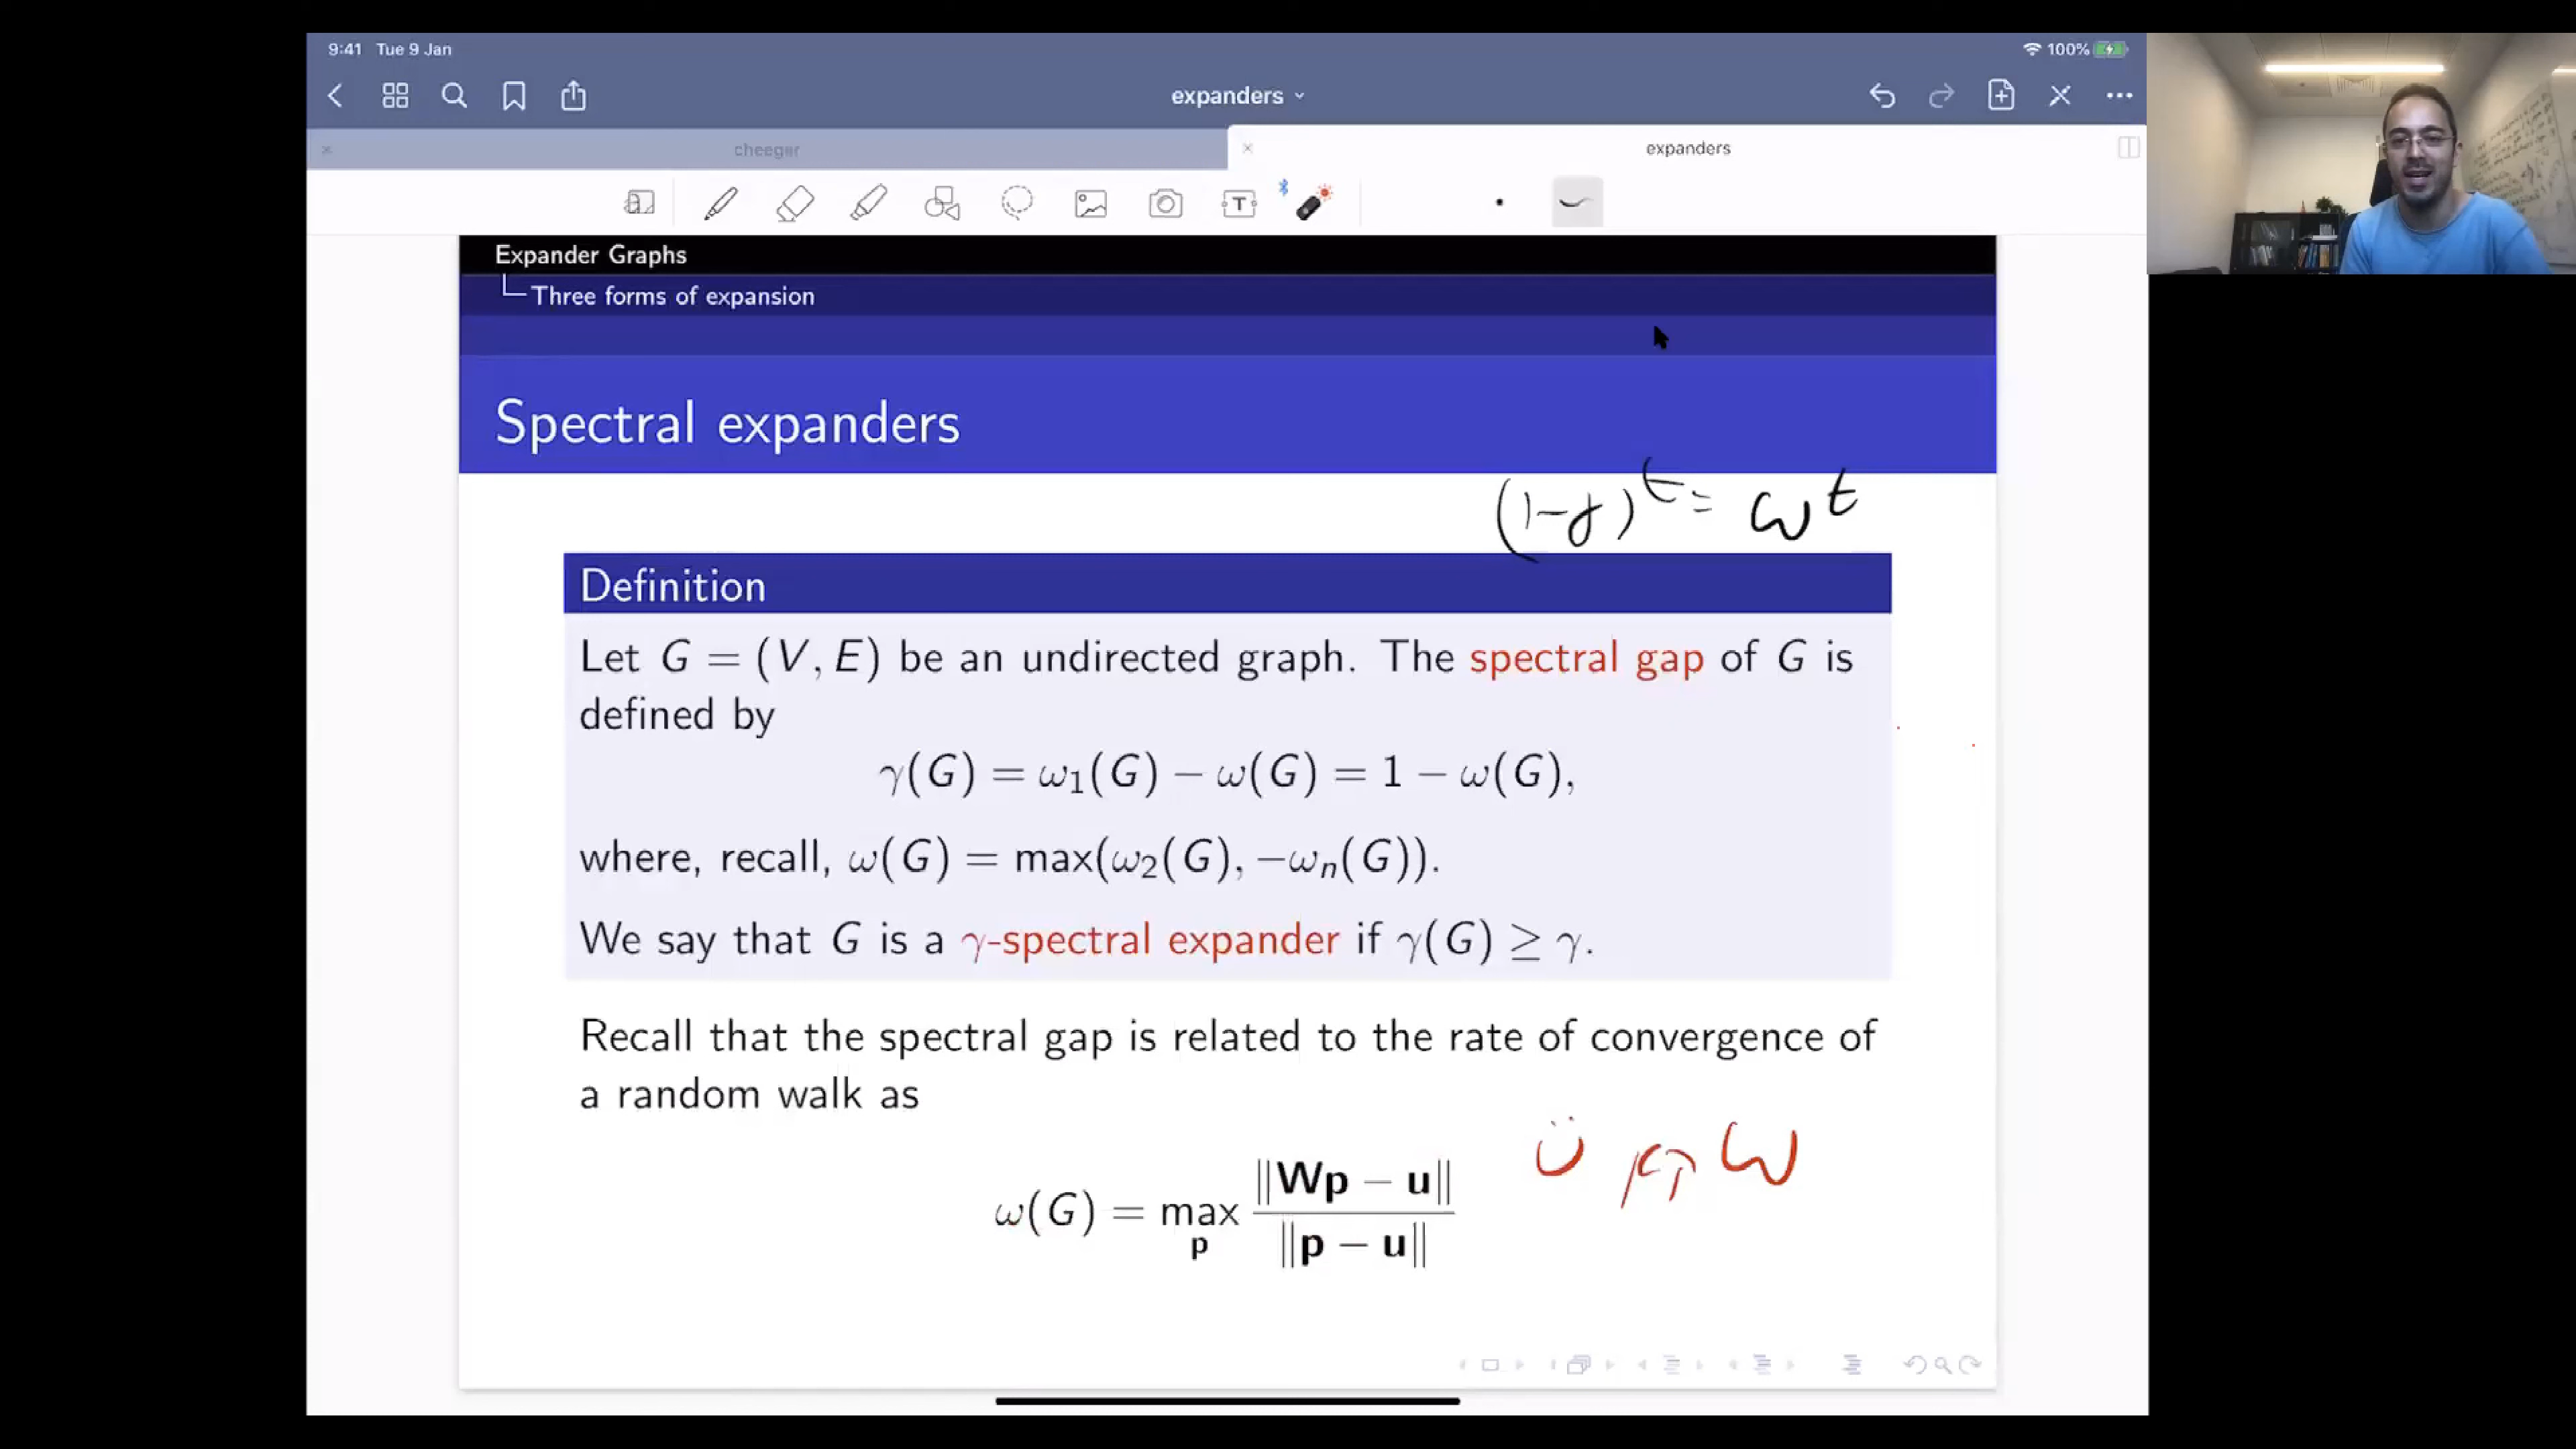 9:41 Tue 9 Jan
100%
expanders
cheeger
expanders
Expander Graphs
Three forms of expansion
Spectral expanders
(1-γ)^t = ω^t
Definition
Let G = (V, E) be an undirected graph. The spectral gap of G is
defined by
γ(G) = ω₁(G) − ω(G) = 1 − ω(G),
where, recall, ω(G) = max(ω₂(G), −ωₙ(G)).
We say that G is a γ-spectral expander if γ(G) ≥ γ.
Recall that the spectral gap is related to the rate of convergence of
a random walk as
ω(G) = max_p ‖Wp − u‖ / ‖p − u‖
ω